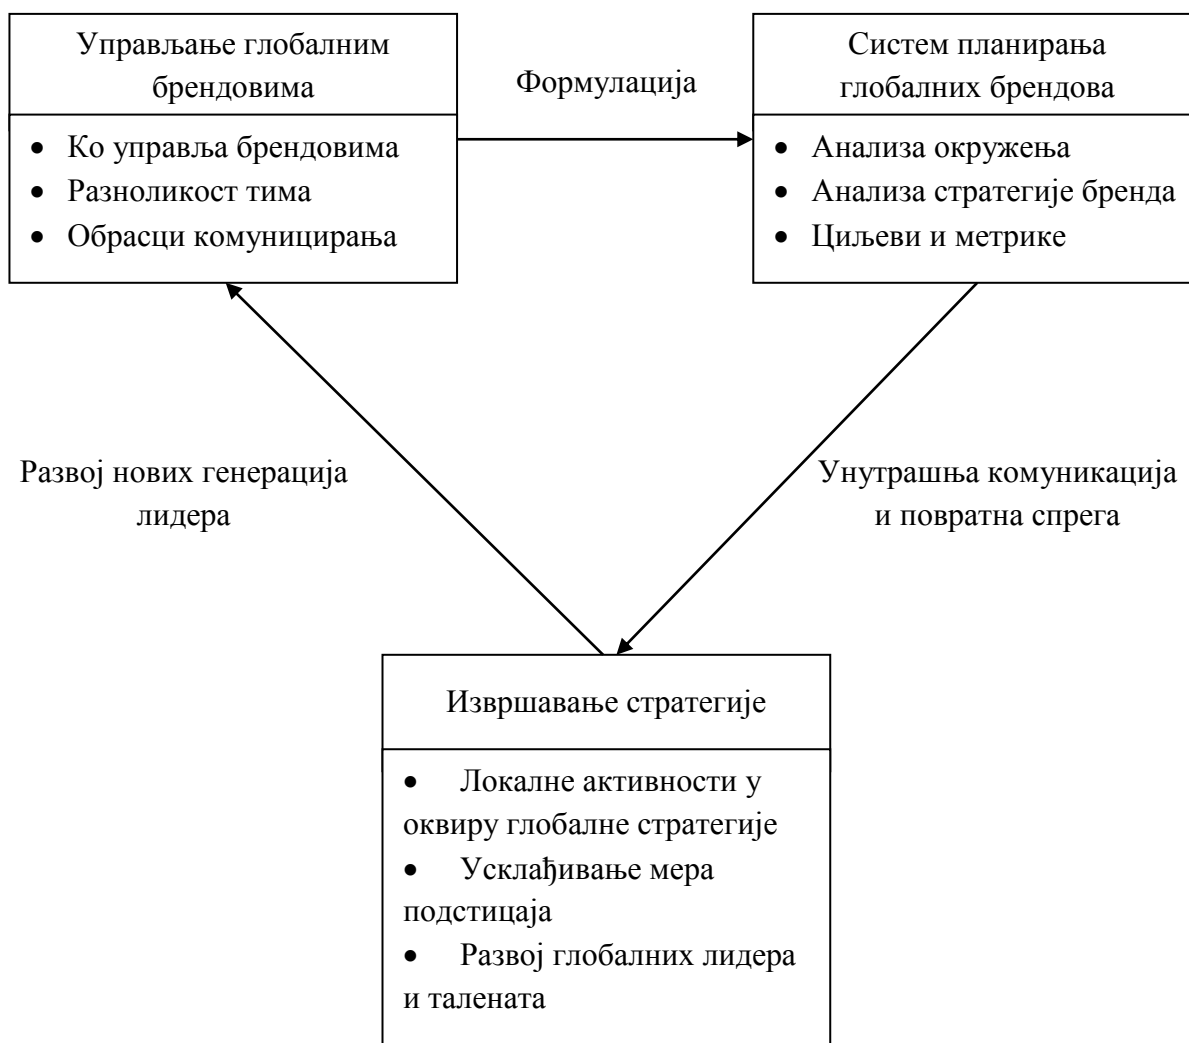 Управљање глобалним
брендовима
• Ко управља брендовима
• Разноликост тима
• Обрасци комуницирања
Формулација
Систем планирања
глобалних брендова
• Анализа окружења
• Анализа стратегије бренда
• Циљеви и метрике
Развој нових генерација
лидера
Унутрашња комуникација
и повратна спрега
Извршавање стратегије
• Локалне активности у
оквиру глобалне стратегије
• Усклађивање мера
подстицаја
• Развој глобалних лидера
и талената